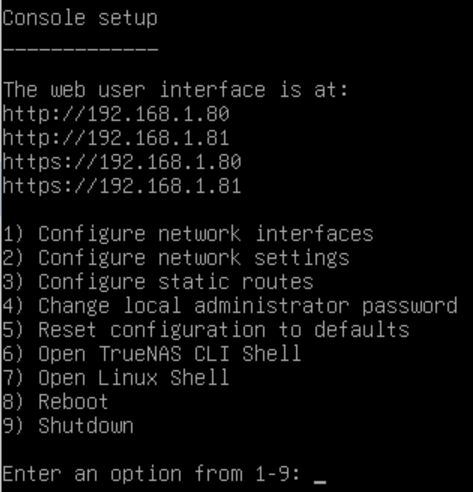 Console setup
-------------
The web user interface is at:
http://192.168.1.80
http://192.168.1.81
https://192.168.1.80
https://192.168.1.81
1) Configure network interfaces
2) Configure network settings
3) Configure static routes
4) Change local administrator password
5) Reset configuration to defaults
6) Open TrueNAS CLI Shell
7) Open Linux Shell
8) Reboot
9) Shutdown
Enter an option from 1-9: _